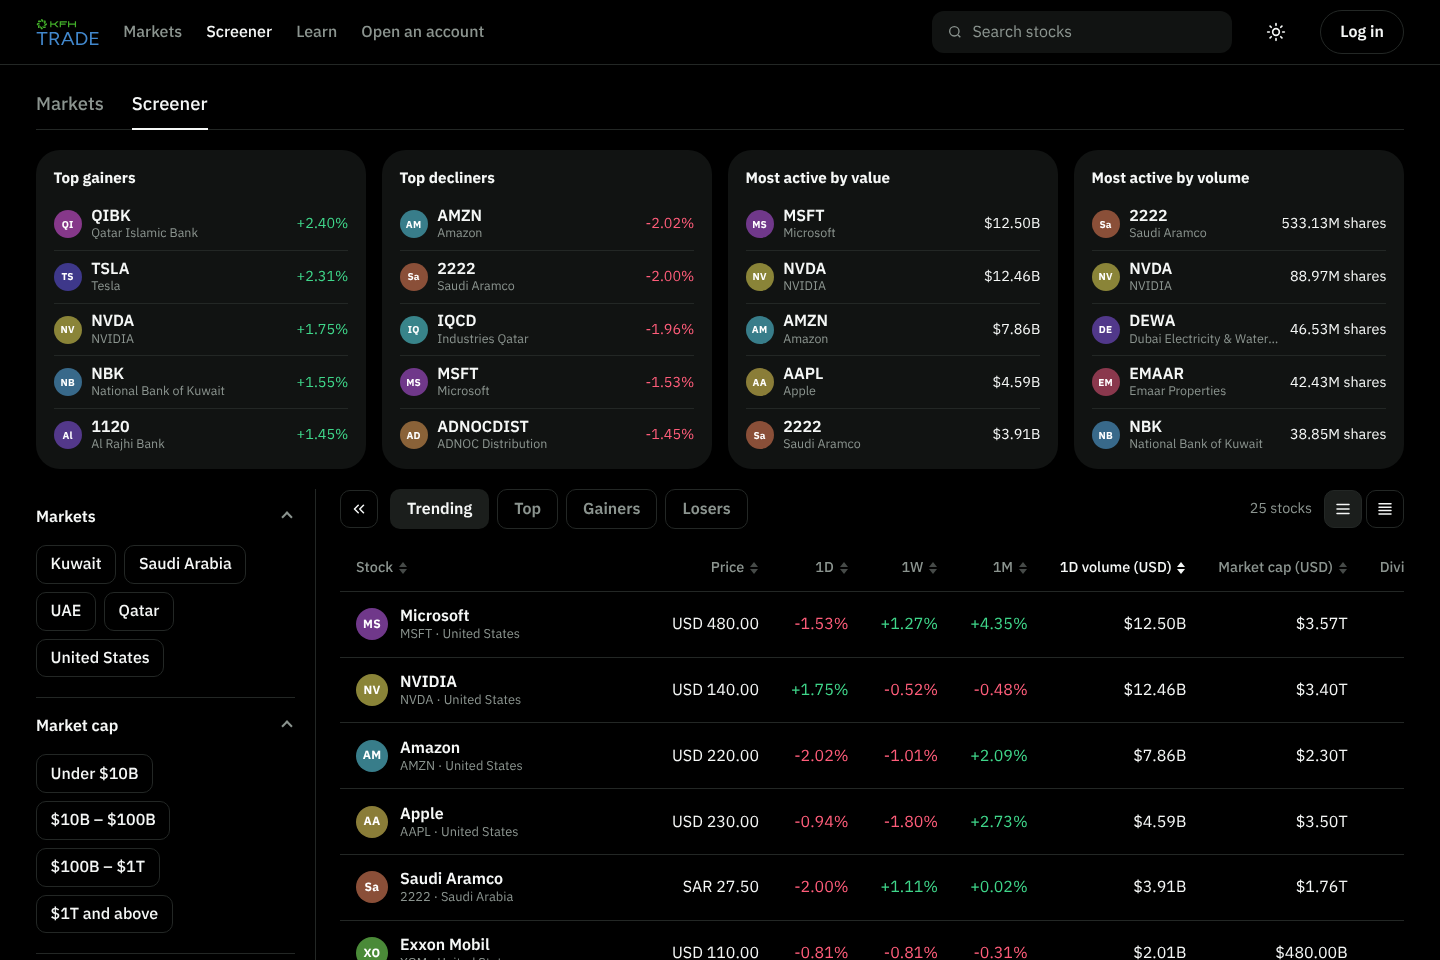 KFH
TRADE
Markets
Screener
Learn
Open an account
Search stocks
Log in
Markets
Screener
Top gainers
QI
QIBK
Qatar Islamic Bank
+2.40%
TS
TSLA
Tesla
+2.31%
NV
NVDA
NVIDIA
+1.75%
NB
NBK
National Bank of Kuwait
+1.55%
Al
1120
Al Rajhi Bank
+1.45%
Top decliners
AM
AMZN
Amazon
-2.02%
Sa
2222
Saudi Aramco
-2.00%
IQ
IQCD
Industries Qatar
-1.96%
MS
MSFT
Microsoft
-1.53%
AD
ADNOCDIST
ADNOC Distribution
-1.45%
Most active by value
MS
MSFT
Microsoft
$12.50B
NV
NVDA
NVIDIA
$12.46B
AM
AMZN
Amazon
$7.86B
AA
AAPL
Apple
$4.59B
Sa
2222
Saudi Aramco
$3.91B
Most active by volume
Sa
2222
Saudi Aramco
533.13M shares
NV
NVDA
NVIDIA
88.97M shares
DE
DEWA
Dubai Electricity & Water...
46.53M shares
EM
EMAAR
Emaar Properties
42.43M shares
NB
NBK
National Bank of Kuwait
38.85M shares
Markets
Kuwait
Saudi Arabia
UAE
Qatar
United States
Market cap
Under $10B
$10B – $100B
$100B – $1T
$1T and above
Trending
Top
Gainers
Losers
25 stocks
Stock
Price
1D
1W
1M
1D volume (USD)
Market cap (USD)
Divi
MS
Microsoft
MSFT · United States
USD 480.00
-1.53%
+1.27%
+4.35%
$12.50B
$3.57T
NV
NVIDIA
NVDA · United States
USD 140.00
+1.75%
-0.52%
-0.48%
$12.46B
$3.40T
AM
Amazon
AMZN · United States
USD 220.00
-2.02%
-1.01%
+2.09%
$7.86B
$2.30T
AA
Apple
AAPL · United States
USD 230.00
-0.94%
-1.80%
+2.73%
$4.59B
$3.50T
Sa
Saudi Aramco
2222 · Saudi Arabia
SAR 27.50
-2.00%
+1.11%
+0.02%
$3.91B
$1.76T
XO
Exxon Mobil
XOM · United States
USD 110.00
-0.81%
-0.81%
-0.31%
$2.01B
$480.00B